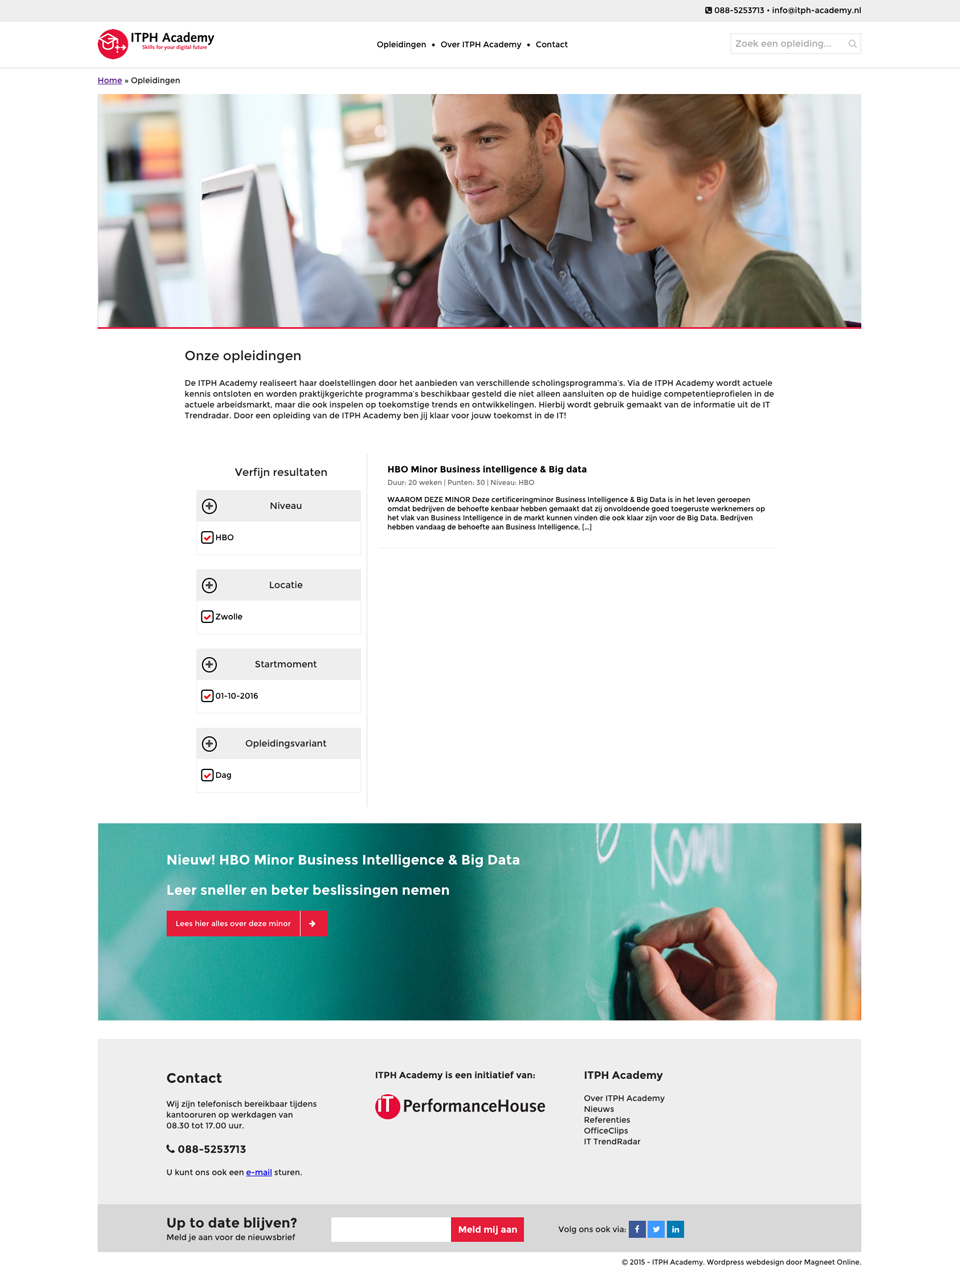 088-5253713 • info@itph-academy.nl
ITPH Academy
Skills for your digital future
Opleidingen • Over ITPH Academy • Contact
Zoek een opleiding...
Home » Opleidingen
Onze opleidingen
De ITPH Academy realiseert haar doelstellingen door het aanbieden van verschillende scholingsprogramma's. Via de ITPH Academy wordt actuele
kennis ontsloten en worden praktijkgerichte programma's beschikbaar gesteld die niet alleen aansluiten op de huidige competentieprofielen in de
actuele arbeidsmarkt, maar die ook inspelen op toekomstige trends en ontwikkelingen. Hierbij wordt gebruik gemaakt van de informatie uit de IT
Trendradar. Door een opleiding van de ITPH Academy ben jij klaar voor jouw toekomst in de IT!
Verfijn resultaten
Niveau
HBO
Locatie
Zwolle
Startmoment
01-10-2016
Opleidingsvariant
Dag
HBO Minor Business intelligence & Big data
Duur: 20 weken | Punten: 30 | Niveau: HBO
WAAROM DEZE MINOR Deze certificeringminor Business Intelligence & Big Data is in het leven geroepen
omdat bedrijven de behoefte kenbaar hebben gemaakt dat zij onvoldoende goed toegeruste werknemers op
het vlak van Business Intelligence in de markt kunnen vinden die ook klaar zijn voor de Big Data. Bedrijven
hebben vandaag de behoefte aan Business Intelligence, [...]
Nieuw! HBO Minor Business Intelligence & Big Data
Leer sneller en beter beslissingen nemen
Lees hier alles over deze minor
Contact
Wij zijn telefonisch bereikbaar tijdens
kantooruren op werkdagen van
08.30 tot 17.00 uur.
088-5253713
U kunt ons ook een e-mail sturen.
ITPH Academy is een initiatief van:
IT PerformanceHouse
ITPH Academy
Over ITPH Academy
Nieuws
Referenties
OfficeClips
IT TrendRadar
Up to date blijven?
Meld je aan voor de nieuwsbrief
Meld mij aan
Volg ons ook via:
© 2015 - ITPH Academy. Wordpress webdesign door Magneet Online.